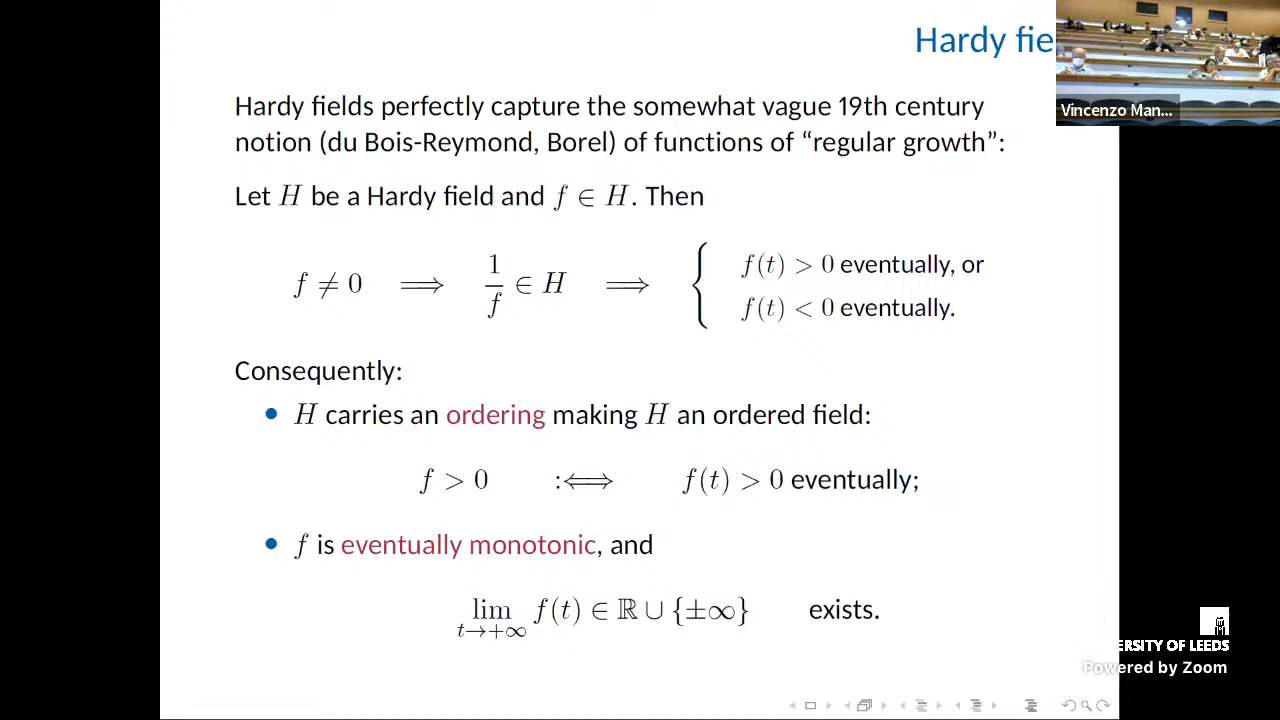 Hardy fie
Hardy fields perfectly capture the somewhat vague 19th century
notion (du Bois-Reymond, Borel) of functions of “regular growth”:
Let H be a Hardy field and f ∈ H. Then
f ≠ 0 ⟹ 1/f ∈ H ⟹ { f(t) > 0 eventually, or
f(t) < 0 eventually.
Consequently:
• H carries an ordering making H an ordered field:
f > 0 :⟺ f(t) > 0 eventually;
• f is eventually monotonic, and
lim t→+∞ f(t) ∈ ℝ ∪ {±∞} exists.
Vincenzo Man...
ERSITY OF LEEDS
Powered by Zoom